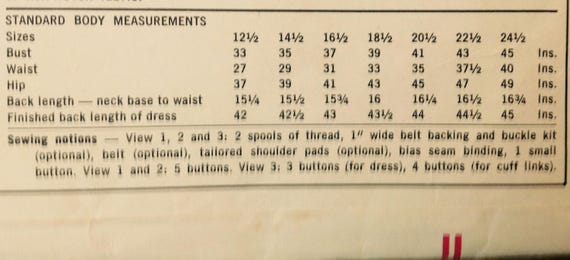 STANDARD BODY MEASUREMENTS
Sizes 12½ 14½ 16½ 18½ 20½ 22½ 24½
Bust 33 35 37 39 41 43 45 Ins.
Waist 27 29 31 33 35 37½ 40 Ins.
Hip 37 39 41 43 45 47 49 Ins.
Back length — neck base to waist 15¼ 15½ 15¾ 16 16¼ 16½ 16¾ Ins.
Finished back length of dress 42 42½ 43 43½ 44 44½ 45 Ins.
Sewing notions — View 1, 2 and 3: 2 spools of thread, 1" wide belt backing and buckle kit
(optional), belt (optional), tailored shoulder pads (optional), bias seam binding, 1 small
button. View 1 and 2: 5 buttons. View 3: 3 buttons (for dress), 4 buttons (for cuff links).